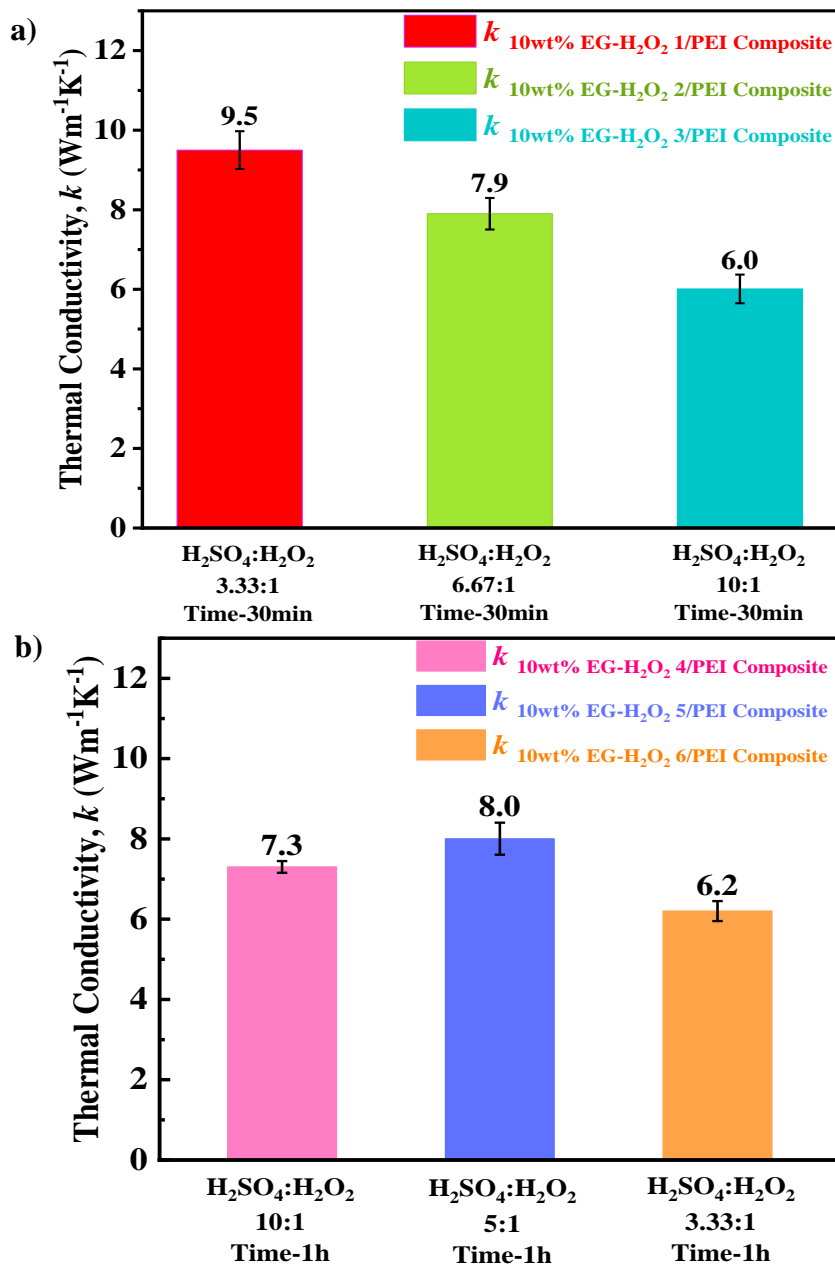 a)
Thermal Conductivity, k (Wm⁻¹K⁻¹)
12
10
8
6
4
2
0
k 10wt% EG-H₂O₂ 1/PEI Composite
k 10wt% EG-H₂O₂ 2/PEI Composite
k 10wt% EG-H₂O₂ 3/PEI Composite
9.5
7.9
6.0
H₂SO₄:H₂O₂
3.33:1
Time-30min
H₂SO₄:H₂O₂
6.67:1
Time-30min
H₂SO₄:H₂O₂
10:1
Time-30min
b)
Thermal Conductivity, k (Wm⁻¹K⁻¹)
12
10
8
6
4
2
0
k 10wt% EG-H₂O₂ 4/PEI Composite
k 10wt% EG-H₂O₂ 5/PEI Composite
k 10wt% EG-H₂O₂ 6/PEI Composite
7.3
8.0
6.2
H₂SO₄:H₂O₂
10:1
Time-1h
H₂SO₄:H₂O₂
5:1
Time-1h
H₂SO₄:H₂O₂
3.33:1
Time-1h